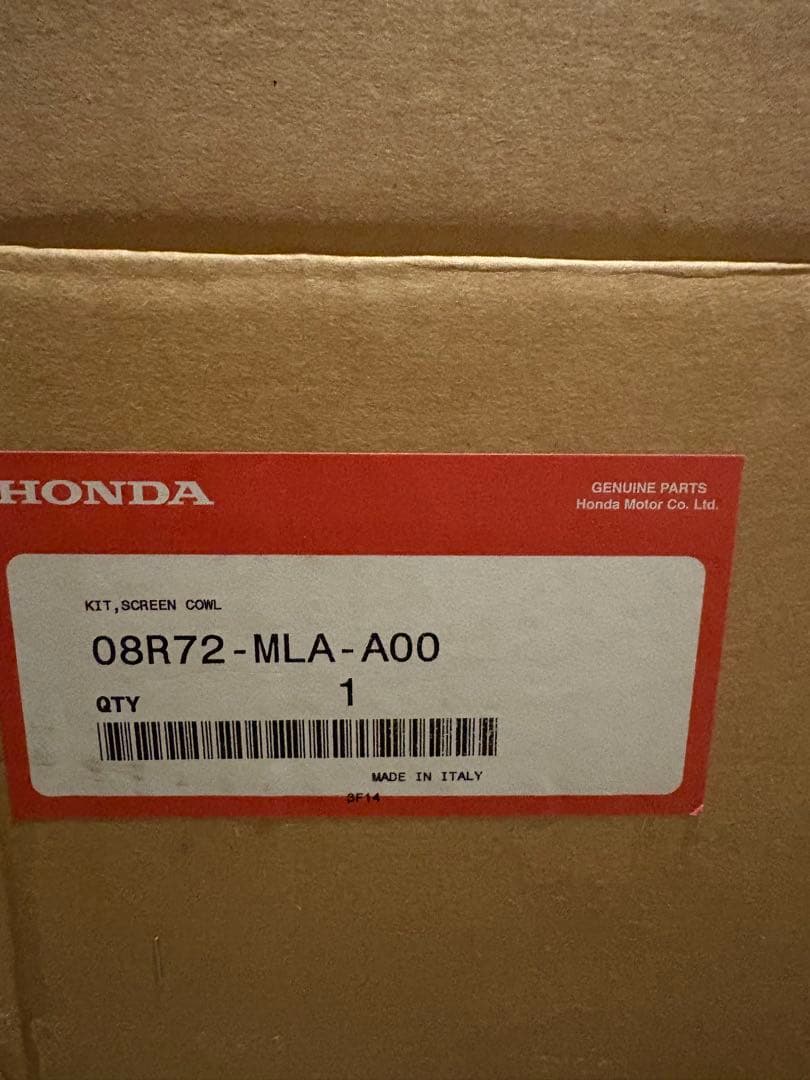 HONDA
GENUINE PARTS
Honda Motor Co. Ltd.
KIT,SCREEN COWL
08R72-MLA-A00
QTY 1
MADE IN ITALY
3F14